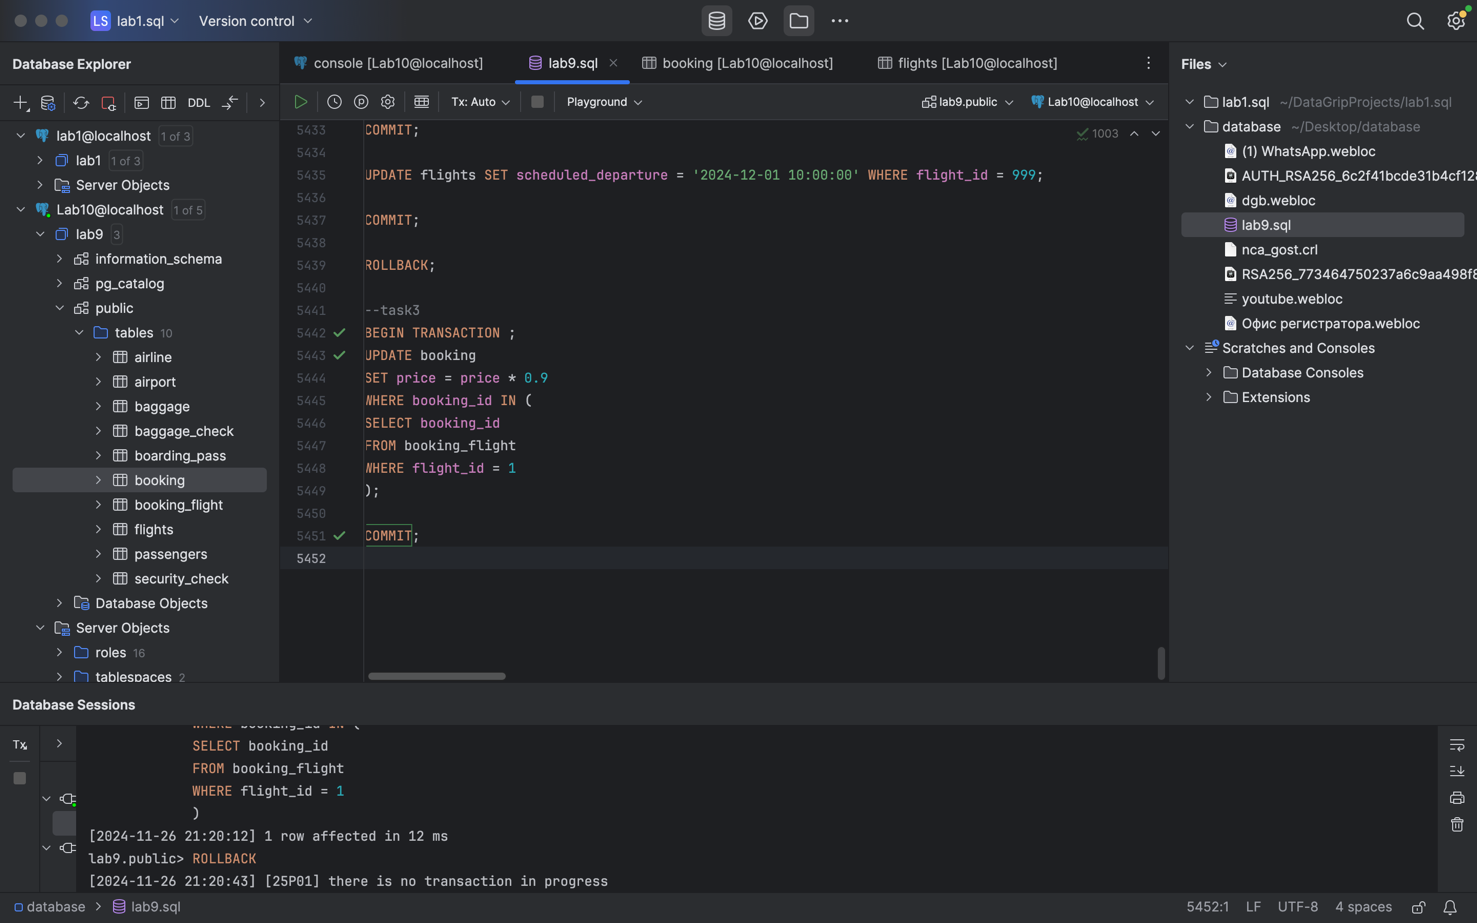 LS lab1.sql Version control
Database Explorer
DDL
lab1@localhost 1 of 3
lab1 1 of 3
Server Objects
Lab10@localhost 1 of 5
lab9 3
information_schema
pg_catalog
public
tables 10
airline
airport
baggage
baggage_check
boarding_pass
booking
booking_flight
flights
passengers
security_check
Database Objects
Server Objects
roles 16
tablespaces 2
console [Lab10@localhost] lab9.sql booking [Lab10@localhost] flights [Lab10@localhost]
Tx: Auto Playground lab9.public Lab10@localhost
1003
5433 COMMIT;
5434
5435 UPDATE flights SET scheduled_departure = '2024-12-01 10:00:00' WHERE flight_id = 999;
5436
5437 COMMIT;
5438
5439 ROLLBACK;
5440
5441 --task3
5442 BEGIN TRANSACTION ;
5443 UPDATE booking
5444 SET price = price * 0.9
5445 WHERE booking_id IN (
5446 SELECT booking_id
5447 FROM booking_flight
5448 WHERE flight_id = 1
5449 );
5450
5451 COMMIT;
5452
Files
lab1.sql ~/DataGripProjects/lab1.sql
database ~/Desktop/database
(1) WhatsApp.webloc
AUTH_RSA256_6c2f41bcde31b4cf128
dgb.webloc
lab9.sql
nca_gost.crl
RSA256_773464750237a6c9aa498f8
youtube.webloc
Офис регистратора.webloc
Scratches and Consoles
Database Consoles
Extensions
Database Sessions
Tx
WHERE booking_id IN (
SELECT booking_id
FROM booking_flight
WHERE flight_id = 1
)
[2024-11-26 21:20:12] 1 row affected in 12 ms
lab9.public> ROLLBACK
[2024-11-26 21:20:43] [25P01] there is no transaction in progress
database lab9.sql
5452:1 LF UTF-8 4 spaces